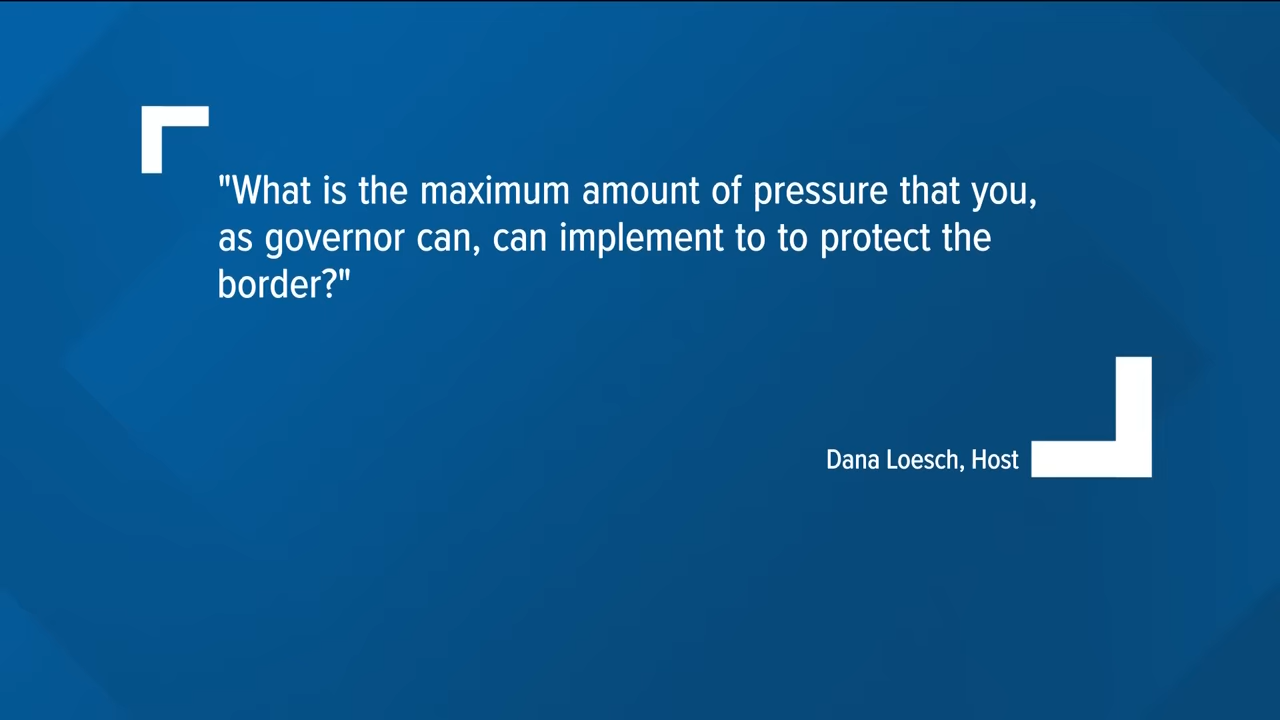 "What is the maximum amount of pressure that you,
as governor can, can implement to to protect the
border?"
Dana Loesch, Host